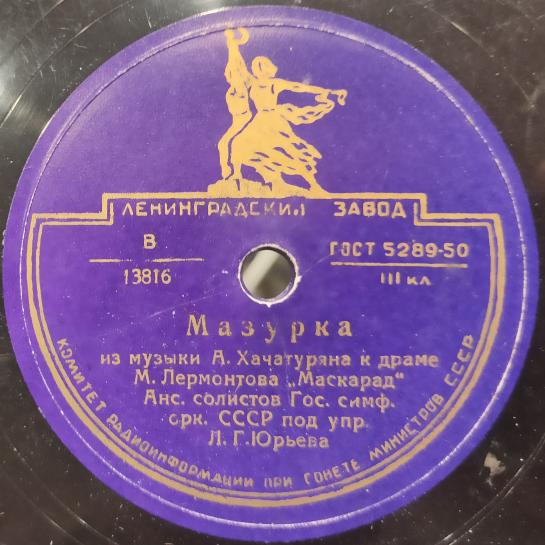 ЛЕНИНГРАДСКИЙ ЗАВОД
В
13816
ГОСТ 5289-50
III кл
Мазурка
из музыки А. Хачатуряна к драме
М. Лермонтова „Маскарад"
Анс. солистов Гос. симф.
орк. СССР под упр.
Л. Г. Юрьева
КОМИТЕТ РАДИОИНФОРМАЦИИ ПРИ СОВЕТЕ МИНИСТРОВ СССР